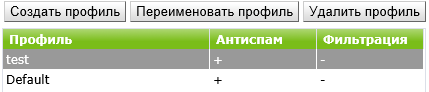 Создать профиль Переименовать профиль Удалить профиль
Профиль Антиспам Фильтрация
test + -
Default + -